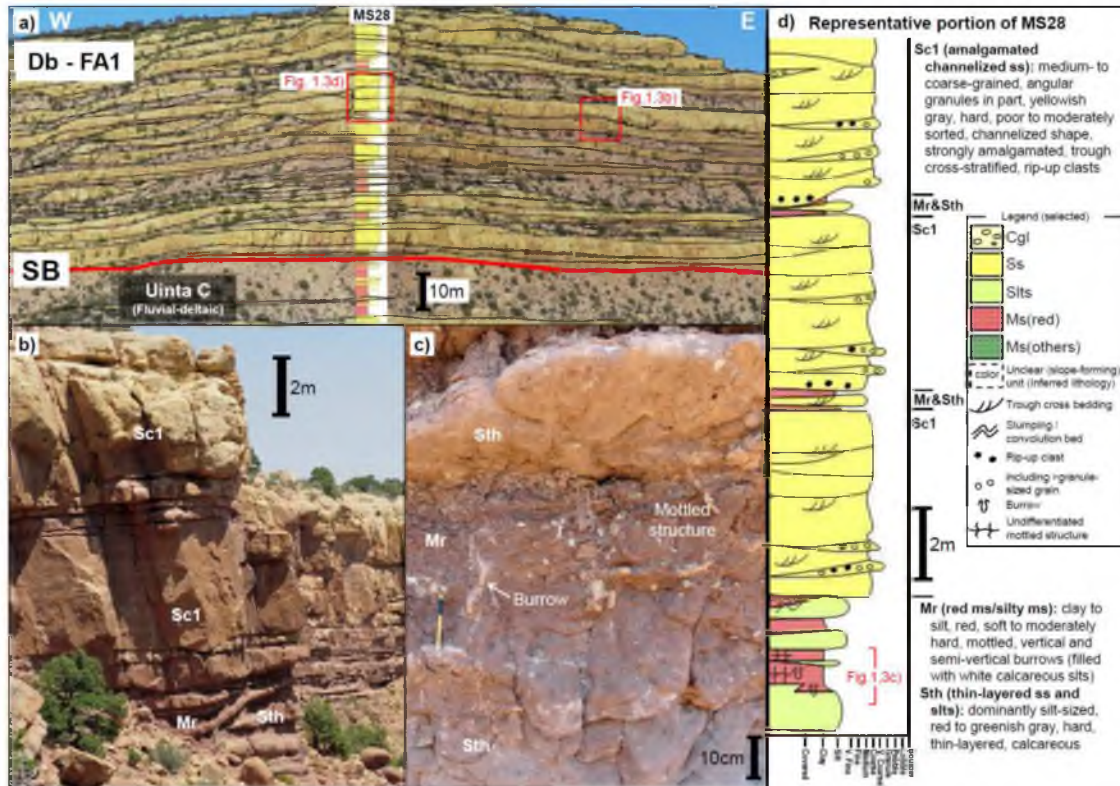 a) W
MS28
E
Db - FA1
Fig. 1.3d)
Fig. 1.3b)
SB
Uinta C
(Fluvial-deltaic)
10m
b)
2m
Sc1
Sc1
Mr
Sth
c)
Sth
Mottled
structure
Mr
Burrow
Sth
10cm
d) Representative portion of MS28
Sc1 (amalgamated
channelized ss): medium- to
coarse-grained, angular
granules in part, yellowish
gray, hard, poor to moderately
sorted, channelized shape,
strongly amalgamated, trough
cross-stratified, rip-up clasts
Mr&Sth
Sc1
Mr&Sth
Sc1
Legend (selected)
Cgl
Ss
Slts
Ms(red)
Ms(others)
color
Unclear (slope-forming)
unit (Inferred lithology)
Trough cross bedding
Slumping /
convolution bed
Rip-up clast
Including granule-
sized grain
Burrow
Undifferentiated
mottled structure
2m
Mr (red ms/silty ms): clay to
silt, red, soft to moderately
hard, mottled, vertical and
semi-vertical burrows (filled
with white calcareous slts)
Sth (thin-layered ss and
slts): dominantly silt-sized,
red to greenish gray, hard,
thin-layered, calcareous
Fig.1.3c)
Covered
Clay
Silt
V. Fine
Fine